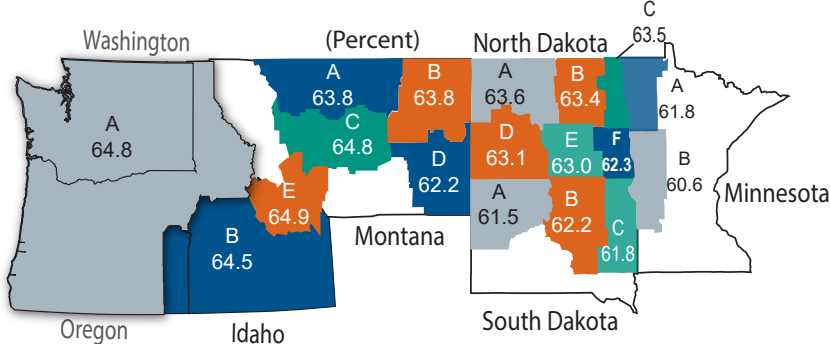 C
63.5
Washington
(Percent)
North Dakota
A
63.8
B
63.8
A
63.6
B
63.4
A
61.8
A
64.8
C
64.8
D
62.2
D
63.1
E
63.0
F
62.3
B
60.6
E
64.9
A
61.5
B
62.2
C
61.8
Minnesota
B
64.5
Montana
Oregon
Idaho
South Dakota